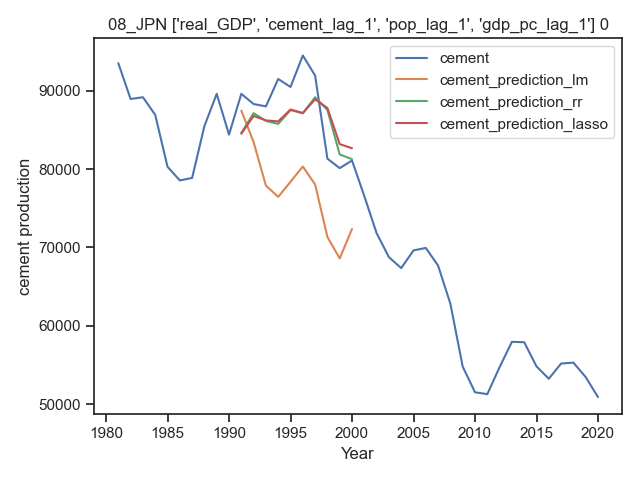 08_JPN ['real_GDP', 'cement_lag_1', 'pop_lag_1', 'gdp_pc_lag_1'] 0
cement
cement_prediction_lm
cement_prediction_rr
cement_prediction_lasso
cement production
90000
80000
70000
60000
50000
1980 1985 1990 1995 2000 2005 2010 2015 2020
Year